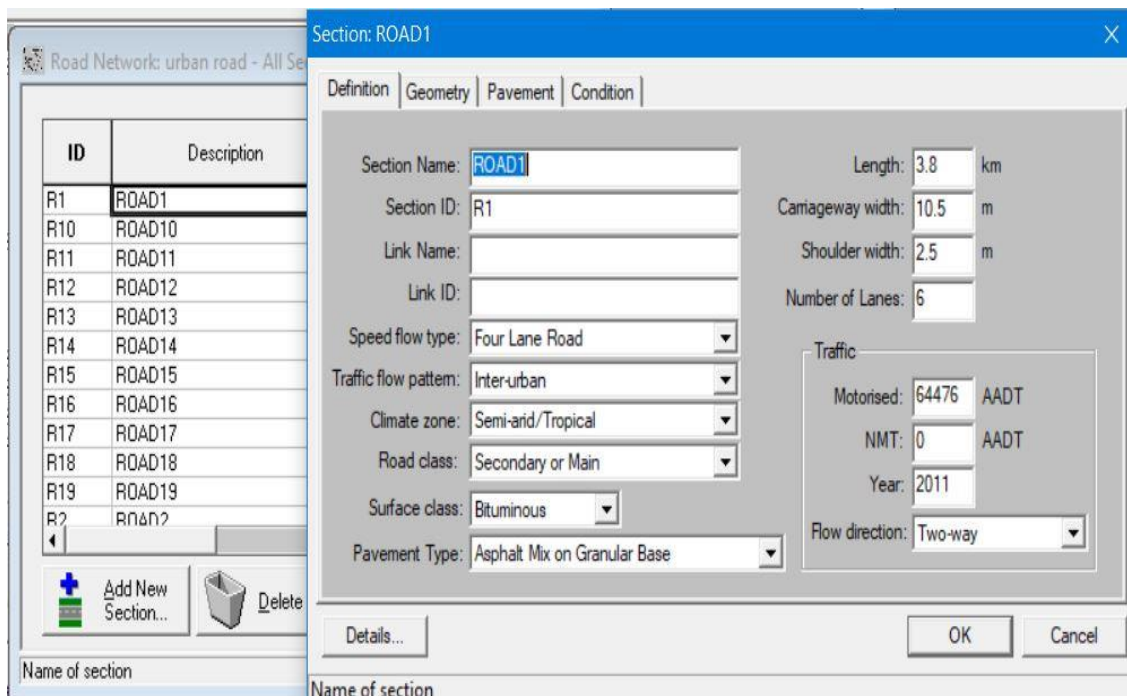 Section: ROAD1
X
Road Network: urban road - All Se
ID Description
R1 ROAD1
R10 ROAD10
R11 ROAD11
R12 ROAD12
R13 ROAD13
R14 ROAD14
R15 ROAD15
R16 ROAD16
R17 ROAD17
R18 ROAD18
R19 ROAD19
R2 ROAD2
Add New
Section...
Delete
Name of section
Definition Geometry Pavement Condition
Section Name: ROAD1
Section ID: R1
Link Name:
Link ID:
Speed flow type: Four Lane Road
Traffic flow pattern: Inter-urban
Climate zone: Semi-arid/Tropical
Road class: Secondary or Main
Surface class: Bituminous
Pavement Type: Asphalt Mix on Granular Base
Length: 3.8 km
Carriageway width: 10.5 m
Shoulder width: 2.5 m
Number of Lanes: 6
Traffic
Motorised: 64476 AADT
NMT: 0 AADT
Year: 2011
Flow direction: Two-way
Details...
OK
Cancel
Name of section